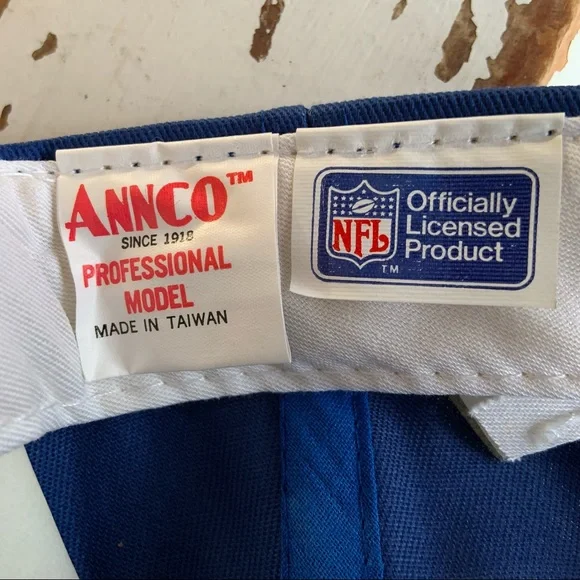 ANNCO™
SINCE 1918
PROFESSIONAL
MODEL
MADE IN TAIWAN
NFL
TM
Officially
Licensed
Product